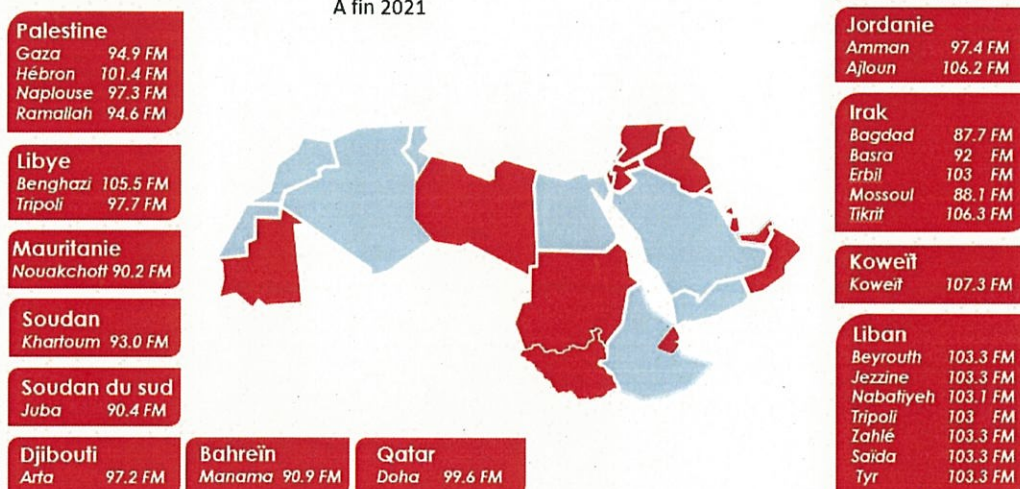 A fin 2021
Palestine
Gaza 94.9 FM
Hébron 101.4 FM
Naplouse 97.3 FM
Ramallah 94.6 FM
Libye
Benghazi 105.5 FM
Tripoli 97.7 FM
Mauritanie
Nouakchott 90.2 FM
Soudan
Khartoum 93.0 FM
Soudan du sud
Juba 90.4 FM
Djibouti
Arta 97.2 FM
Bahreïn
Manama 90.9 FM
Qatar
Doha 99.6 FM
Jordanie
Amman 97.4 FM
Ajloun 106.2 FM
Irak
Bagdad 87.7 FM
Basra 92 FM
Erbil 103 FM
Mossoul 88.1 FM
Tikrit 106.3 FM
Koweït
Koweït 107.3 FM
Liban
Beyrouth 103.3 FM
Jezzine 103.3 FM
Nabatiyeh 103.1 FM
Tripoli 103 FM
Zahlé 103.3 FM
Saïda 103.3 FM
Tyr 103.3 FM